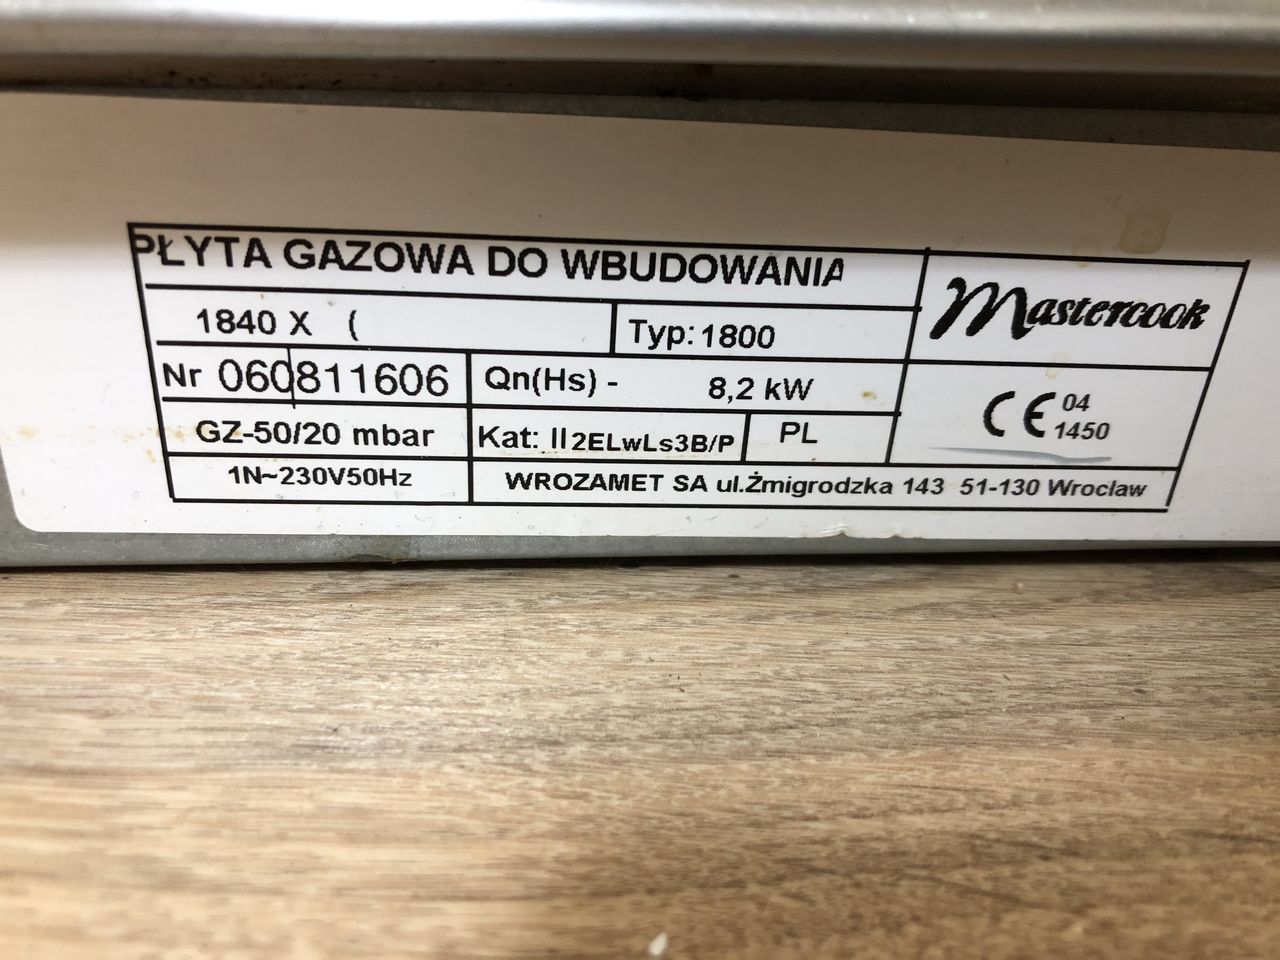 PŁYTA GAZOWA DO WBUDOWANIA
Mastercook
1840 X (
Typ: 1800
Nr 060811606
Qn(Hs) - 8,2 kW
CE 04
1450
GZ-50/20 mbar
Kat: II2ELwLs3B/P
PL
1N~230V50Hz
WROZAMET SA ul.Żmigrodzka 143 51-130 Wrocław